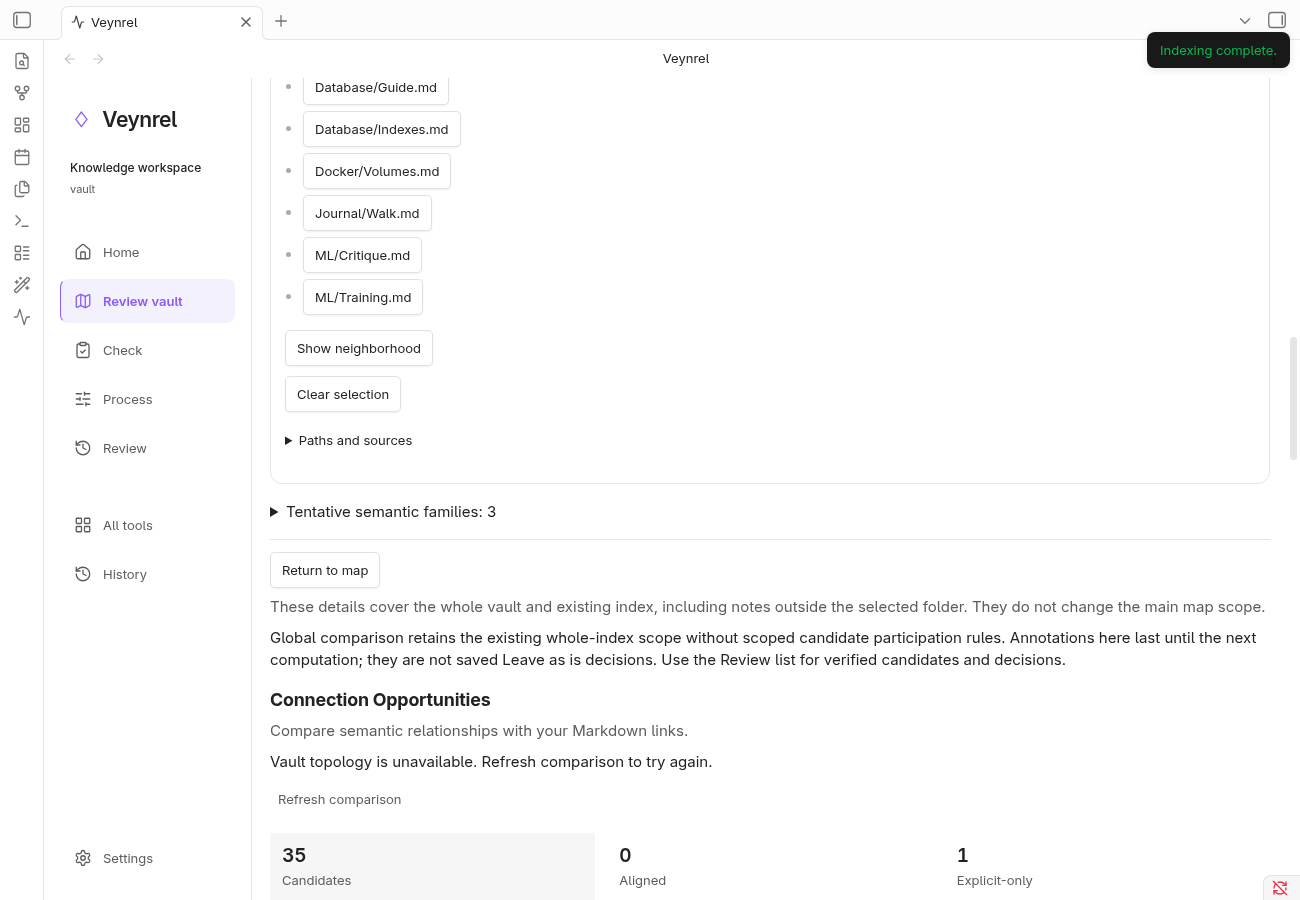 Veynrel
Veynrel
Indexing complete.
Veynrel
Knowledge workspace
vault
Home
Review vault
Check
Process
Review
All tools
History
Settings
Database/Guide.md
Database/Indexes.md
Docker/Volumes.md
Journal/Walk.md
ML/Critique.md
ML/Training.md
Show neighborhood
Clear selection
Paths and sources
Tentative semantic families: 3
Return to map
These details cover the whole vault and existing index, including notes outside the selected folder. They do not change the main map scope.
Global comparison retains the existing whole-index scope without scoped candidate participation rules. Annotations here last until the next
computation; they are not saved Leave as is decisions. Use the Review list for verified candidates and decisions.
Connection Opportunities
Compare semantic relationships with your Markdown links.
Vault topology is unavailable. Refresh comparison to try again.
Refresh comparison
35
Candidates
0
Aligned
1
Explicit-only